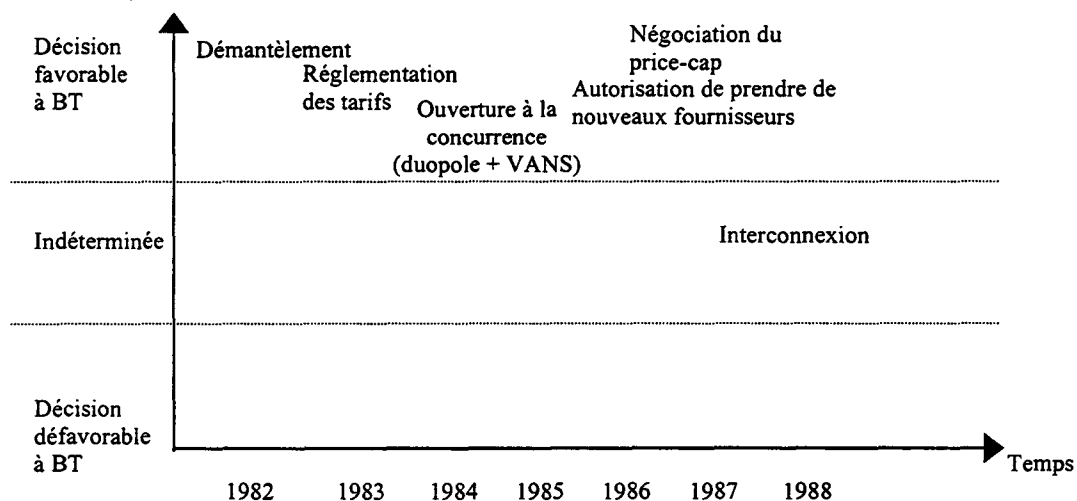 Décision
favorable
à BT
Démantèlement
Réglementation
des tarifs
Ouverture à la
concurrence
(duopole + VANS)
Négociation du
price-cap
Autorisation de prendre de
nouveaux fournisseurs
Indéterminée
Interconnexion
Décision
défavorable
à BT
Temps
1982 1983 1984 1985 1986 1987 1988